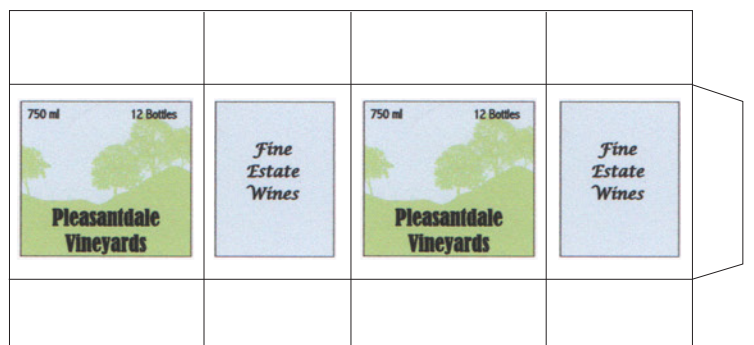 750 ml 12 Bottles
Pleasantdale
Vineyards
Fine
Estate
Wines
750 ml 12 Bottles
Pleasantdale
Vineyards
Fine
Estate
Wines